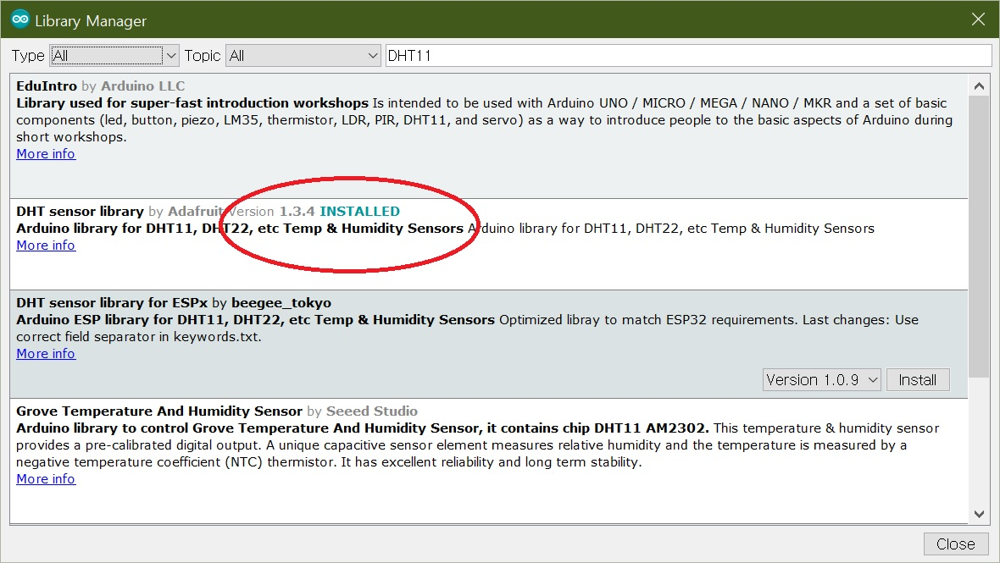 Library Manager
Type All Topic All DHT11
EduIntro by Arduino LLC
Library used for super-fast introduction workshops Is intended to be used with Arduino UNO / MICRO / MEGA / NANO / MKR and a set of basic
components (led, button, piezo, LM35, thermistor, LDR, PIR, DHT11, and servo) as a way to introduce people to the basic aspects of Arduino during
short workshops.
More info
DHT sensor library by Adafruit Version 1.3.4 INSTALLED
Arduino library for DHT11, DHT22, etc Temp & Humidity Sensors Arduino library for DHT11, DHT22, etc Temp & Humidity Sensors
More info
DHT sensor library for ESPx by beegee_tokyo
Arduino ESP library for DHT11, DHT22, etc Temp & Humidity Sensors Optimized libray to match ESP32 requirements. Last changes: Use
correct field separator in keywords.txt.
More info
Version 1.0.9 Install
Grove Temperature And Humidity Sensor by Seeed Studio
Arduino library to control Grove Temperature And Humidity Sensor, it contains chip DHT11 AM2302. This temperature & humidity sensor
provides a pre-calibrated digital output. A unique capacitive sensor element measures relative humidity and the temperature is measured by a
negative temperature coefficient (NTC) thermistor. It has excellent reliability and long term stability.
More info
Close